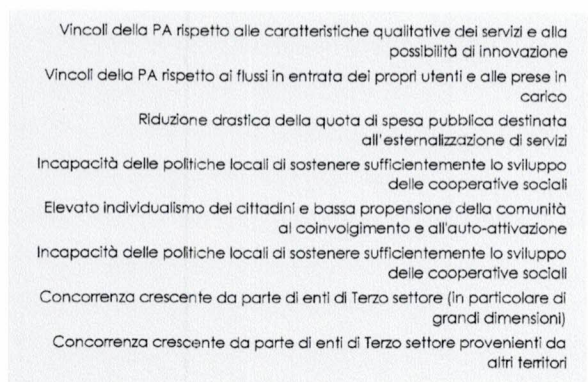 Vincoli della PA rispetto alle caratteristiche qualitative dei servizi e alla
possibilità di innovazione
Vincoli della PA rispetto ai flussi in entrata dei propri utenti e alle prese in
carico
Riduzione drastica della quota di spesa pubblica destinata
all'esternalizzazione di servizi
Incapacità delle politiche locali di sostenere sufficientemente lo sviluppo
delle cooperative sociali
Elevato individualismo dei cittadini e bassa propensione della comunità
al coinvolgimento e all'auto-attivazione
Incapacità delle politiche locali di sostenere sufficientemente lo sviluppo
delle cooperative sociali
Concorrenza crescente da parte di enti di Terzo settore (in particolare di
grandi dimensioni)
Concorrenza crescente da parte di enti di Terzo settore provenienti da
altri territori